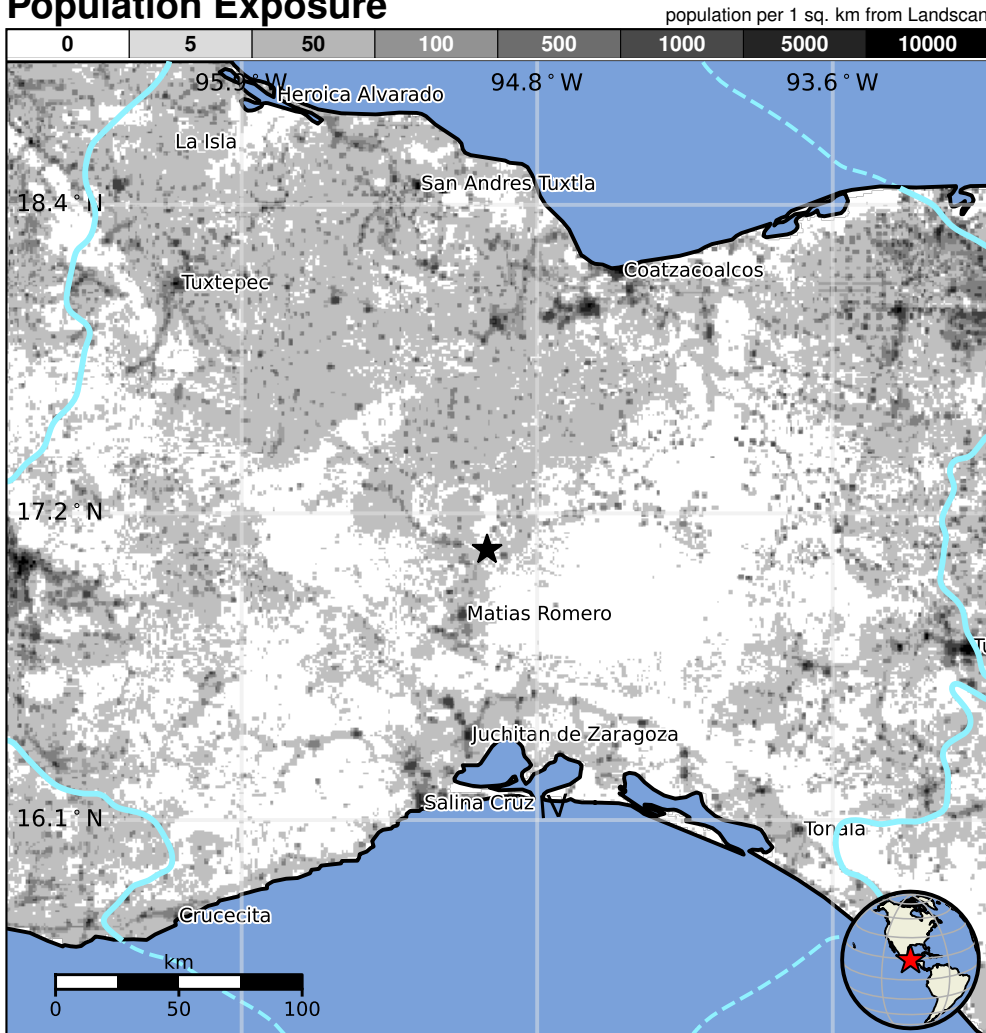 Population Exposure
population per 1 sq. km from Landscan
0 5 50 100 500 1000 5000 10000
95.9°W 94.8°W 93.6°W
Heroica Alvarado
La Isla
San Andres Tuxtla
18.4°N
Coatzacoalcos
Tuxtepec
17.2°N
Matias Romero
Tu
Juchitan de Zaragoza
Salina Cruz
IV
16.1°N
Tonala
Crucecita
km
0 50 100